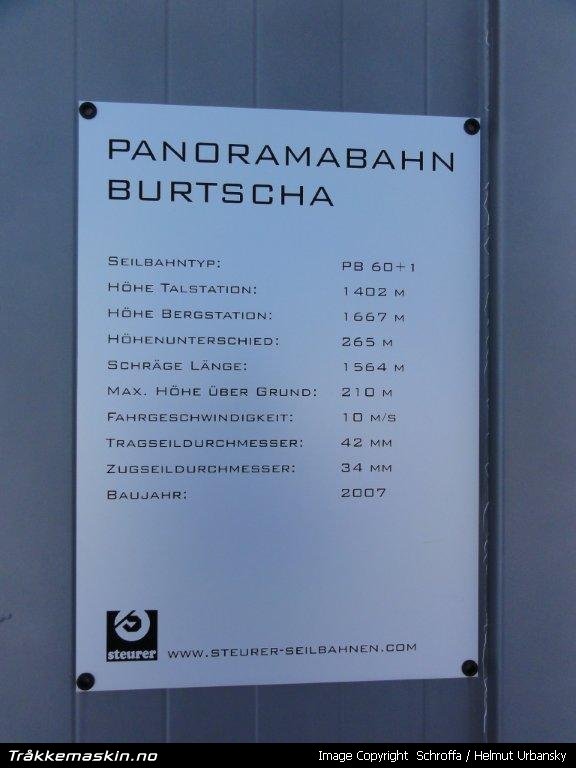 PANORAMABAHN
BURTSCHA
SEILBAHNTYP: PB 60+1
HÖHE TALSTATION: 1402 M
HÖHE BERGSTATION: 1667 M
HÖHENUNTERSCHIED: 265 M
SCHRÄGE LÄNGE: 1564 M
MAX. HÖHE ÜBER GRUND: 210 M
FAHRGESCHWINDIGKEIT: 10 M/S
TRAGSEILDURCHMESSER: 42 MM
ZUGSEILDURCHMESSER: 34 MM
BAUJAHR: 2007
steurer WWW.STEURER-SEILBAHNEN.COM
Tråkkemaskin.no Image Copyright Schroffa / Helmut Urbansky